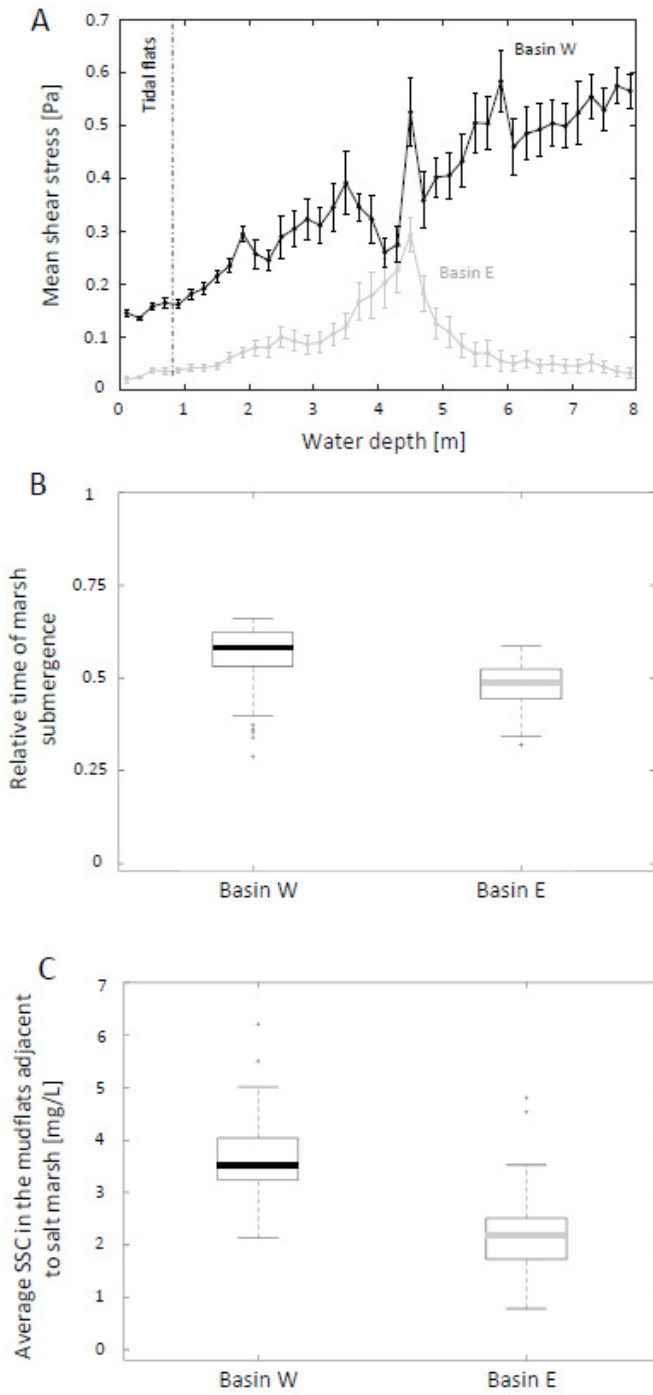 A
0.7
0.6
0.5
0.4
0.3
0.2
0.1
0
Mean shear stress [Pa]
Tidal flats
Basin W
Basin E
0 1 2 3 4 5 6 7 8
Water depth [m]
B
1
0.75
0.5
0.25
0
Relative time of marsh
submergence
Basin W Basin E
C
7
6
5
4
3
2
1
0
Average SSC in the mudflats adjacent
to salt marsh [mg/L]
Basin W Basin E